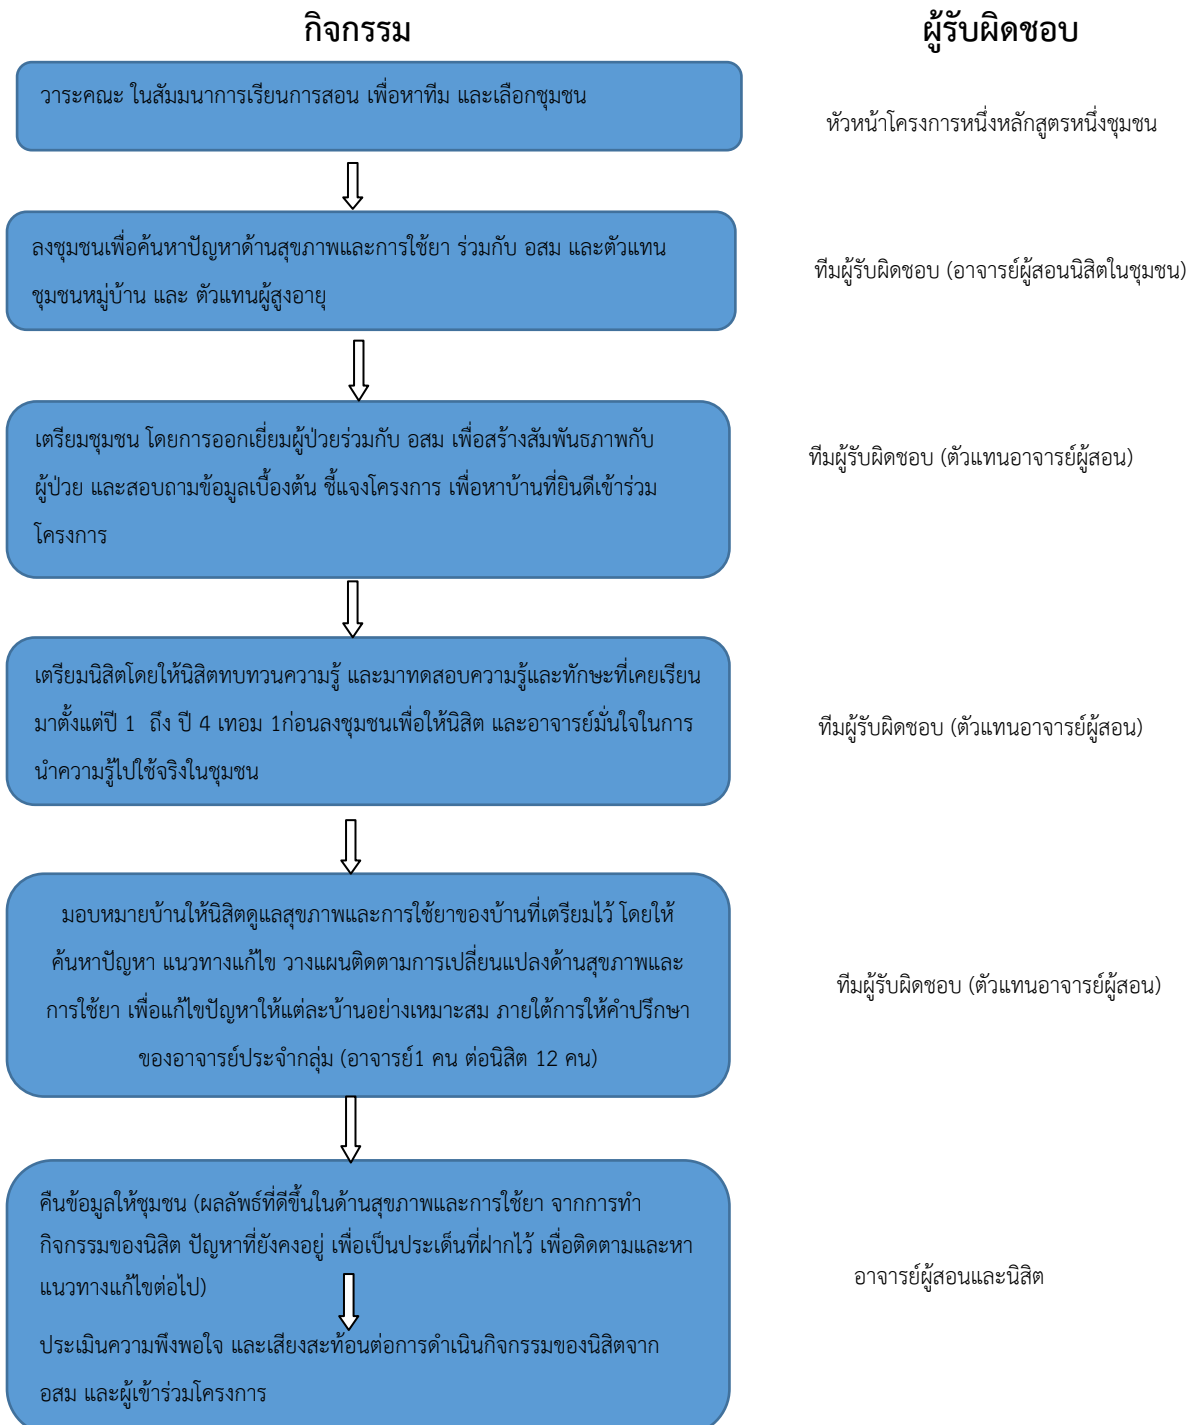 กิจกรรม
ผู้รับผิดชอบ
วาระคณะ ในสัมมนาการเรียนการสอน เพื่อหาทีม และเลือกชุมชน
หัวหน้าโครงการหนึ่งหลักสูตรหนึ่งชุมชน
ลงชุมชนเพื่อค้นหาปัญหาด้านสุขภาพและการใช้ยา ร่วมกับ อสม และตัวแทน
ชุมชนหมู่บ้าน และ ตัวแทนผู้สูงอายุ
ทีมผู้รับผิดชอบ (อาจารย์ผู้สอนนิสิตในชุมชน)
เตรียมชุมชน โดยการออกเยี่ยมผู้ป่วยร่วมกับ อสม เพื่อสร้างสัมพันธภาพกับ
ผู้ป่วย และสอบถามข้อมูลเบื้องต้น ชี้แจงโครงการ เพื่อหาบ้านที่ยินดีเข้าร่วม
โครงการ
ทีมผู้รับผิดชอบ (ตัวแทนอาจารย์ผู้สอน)
เตรียมนิสิตโดยให้นิสิตทบทวนความรู้ และมาทดสอบความรู้และทักษะที่เคยเรียน
มาตั้งแต่ปี 1 ถึง ปี 4 เทอม 1ก่อนลงชุมชนเพื่อให้นิสิต และอาจารย์มั่นใจในการ
นำความรู้ไปใช้จริงในชุมชน
ทีมผู้รับผิดชอบ (ตัวแทนอาจารย์ผู้สอน)
มอบหมายบ้านให้นิสิตดูแลสุขภาพและการใช้ยาของบ้านที่เตรียมไว้ โดยให้
ค้นหาปัญหา แนวทางแก้ไข วางแผนติดตามการเปลี่ยนแปลงด้านสุขภาพและ
การใช้ยา เพื่อแก้ไขปัญหาให้แต่ละบ้านอย่างเหมาะสม ภายใต้การให้คำปรึกษา
ของอาจารย์ประจำกลุ่ม (อาจารย์1 คน ต่อนิสิต 12 คน)
ทีมผู้รับผิดชอบ (ตัวแทนอาจารย์ผู้สอน)
คืนข้อมูลให้ชุมชน (ผลลัพธ์ที่ดีขึ้นในด้านสุขภาพและการใช้ยา จากการทำ
กิจกรรมของนิสิต ปัญหาที่ยังคงอยู่ เพื่อเป็นประเด็นที่ฝากไว้ เพื่อติดตามและหา
แนวทางแก้ไขต่อไป)
อาจารย์ผู้สอนและนิสิต
ประเมินความพึงพอใจ และเสียงสะท้อนต่อการดำเนินกิจกรรมของนิสิตจาก
อสม และผู้เข้าร่วมโครงการ